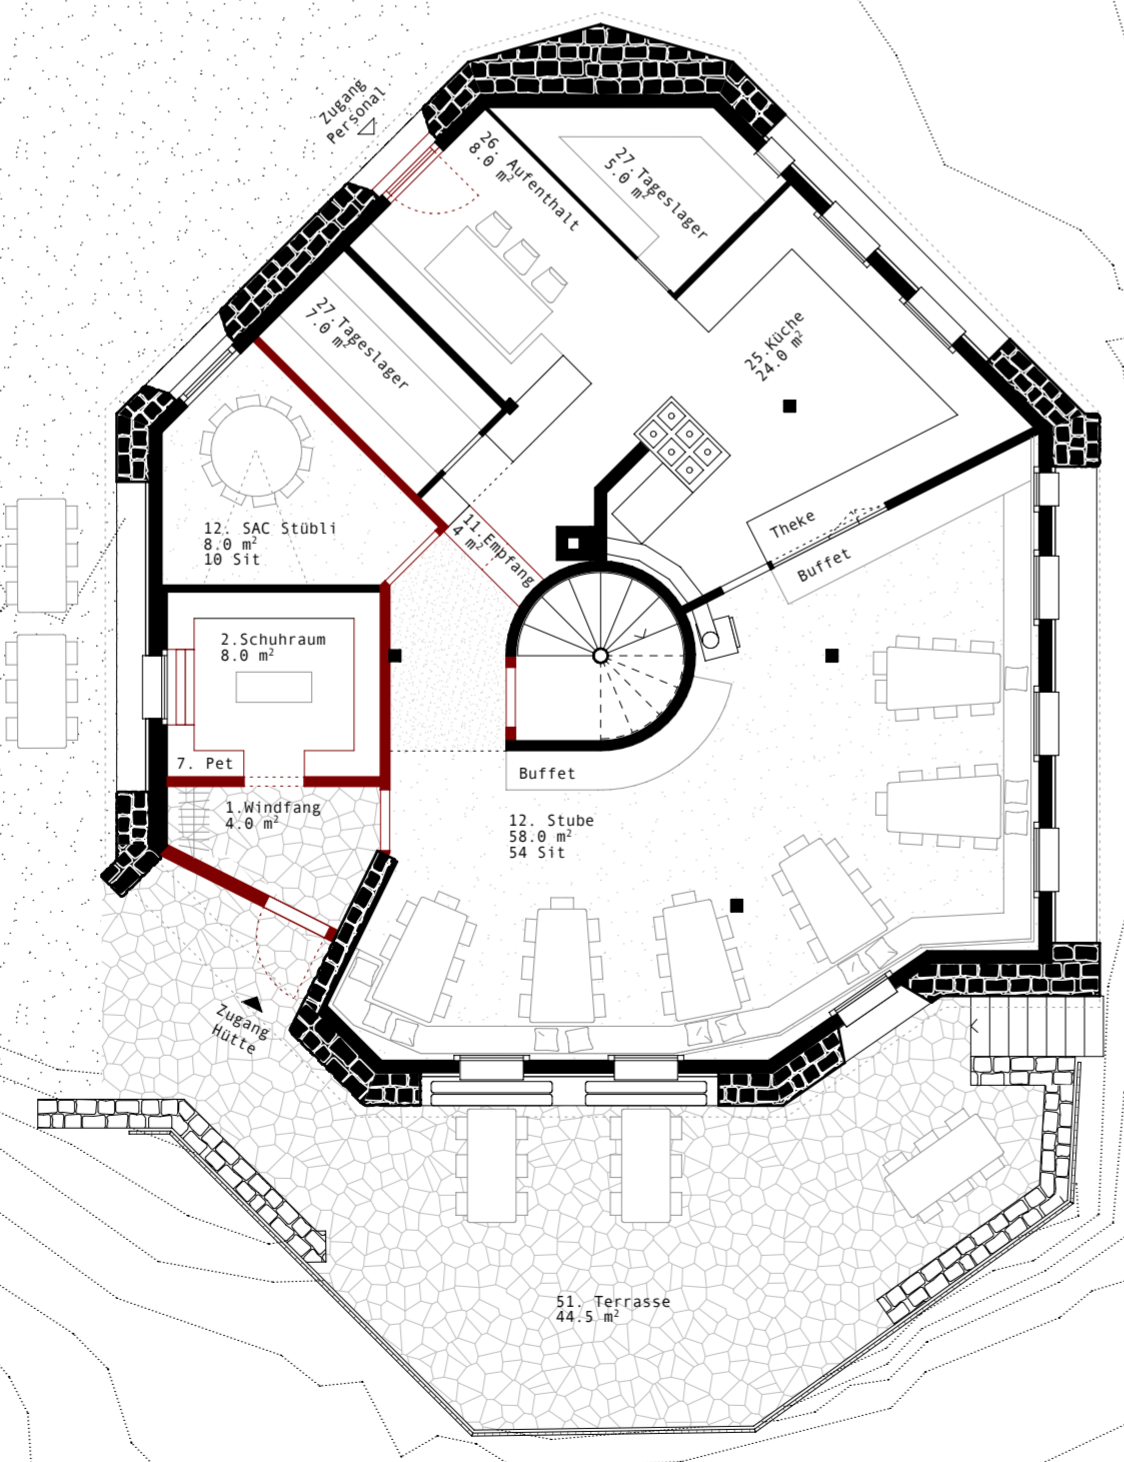 Zugang
Personal
26. Aufenthalt
8.0 m²
27.Tageslager
5.0 m²
27.Tageslager
7.0 m²
25.Küche
24.0 m²
12. SAC Stübli
8.0 m²
10 Sit
11.Empfang
4 m²
Theke
Buffet
2.Schuhraum
8.0 m²
7. Pet
Buffet
1.Windfang
4.0 m²
12. Stube
58.0 m²
54 Sit
Zugang
Hütte
51. Terrasse
44.5 m²